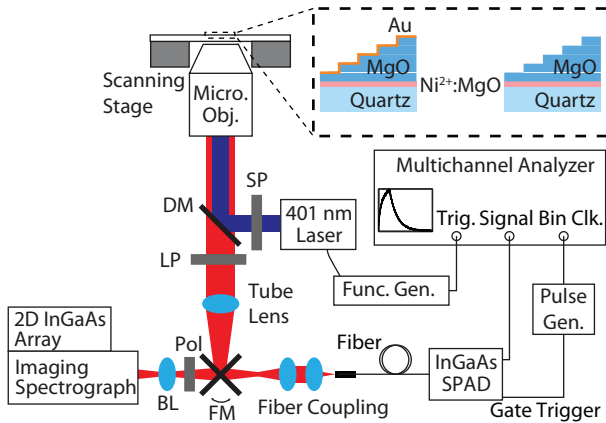 Au
MgO
Ni²⁺:MgO
MgO
Quartz
Quartz
Scanning
Stage
Micro.
Obj.
SP
DM
401 nm
Laser
LP
Multichannel Analyzer
Trig. Signal Bin Clk.
Func. Gen.
Pulse
Gen.
Tube
Lens
2D InGaAs
Array
Imaging
Spectrograph
Pol
BL
FM
Fiber Coupling
Fiber
InGaAs
SPAD
Gate Trigger